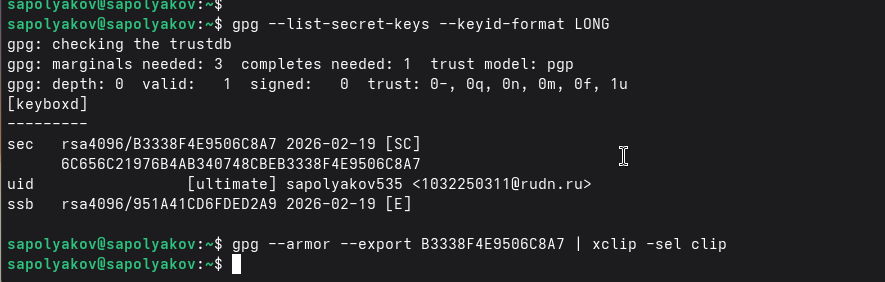 sapolyakov@sapolyakov:~$
sapolyakov@sapolyakov:~$ gpg --list-secret-keys --keyid-format LONG
gpg: checking the trustdb
gpg: marginals needed: 3  completes needed: 1  trust model: pgp
gpg: depth: 0  valid:   1  signed:   0  trust: 0-, 0q, 0n, 0m, 0f, 1u
[keyboxd]
---------
sec   rsa4096/B3338F4E9506C8A7 2026-02-19 [SC]
      6C656C21976B4AB340748CBEB3338F4E9506C8A7
uid                 [ultimate] sapolyakov535 <1032250311@rudn.ru>
ssb   rsa4096/951A41CD6FDED2A9 2026-02-19 [E]
sapolyakov@sapolyakov:~$ gpg --armor --export B3338F4E9506C8A7 | xclip -sel clip
sapolyakov@sapolyakov:~$